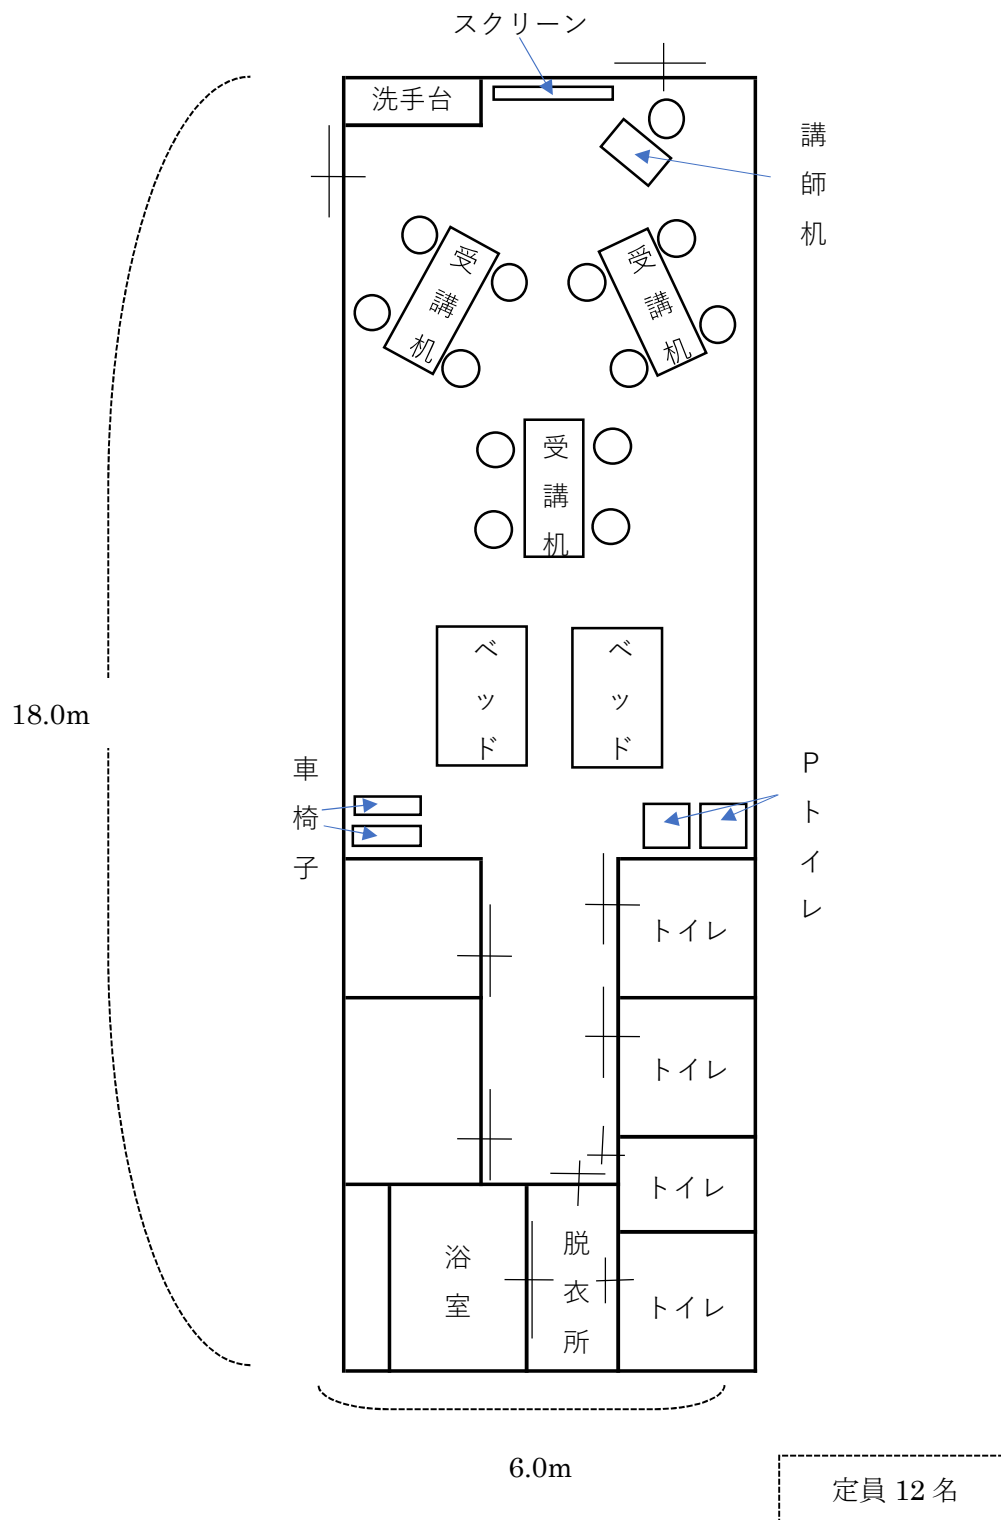 スクリーン
洗手台
講師机
受講机
受講机
受講机
ベッド
ベッド
18.0m
車椅子
Pトイレ
トイレ
トイレ
トイレ
浴室
脱衣所
トイレ
6.0m
定員 12 名